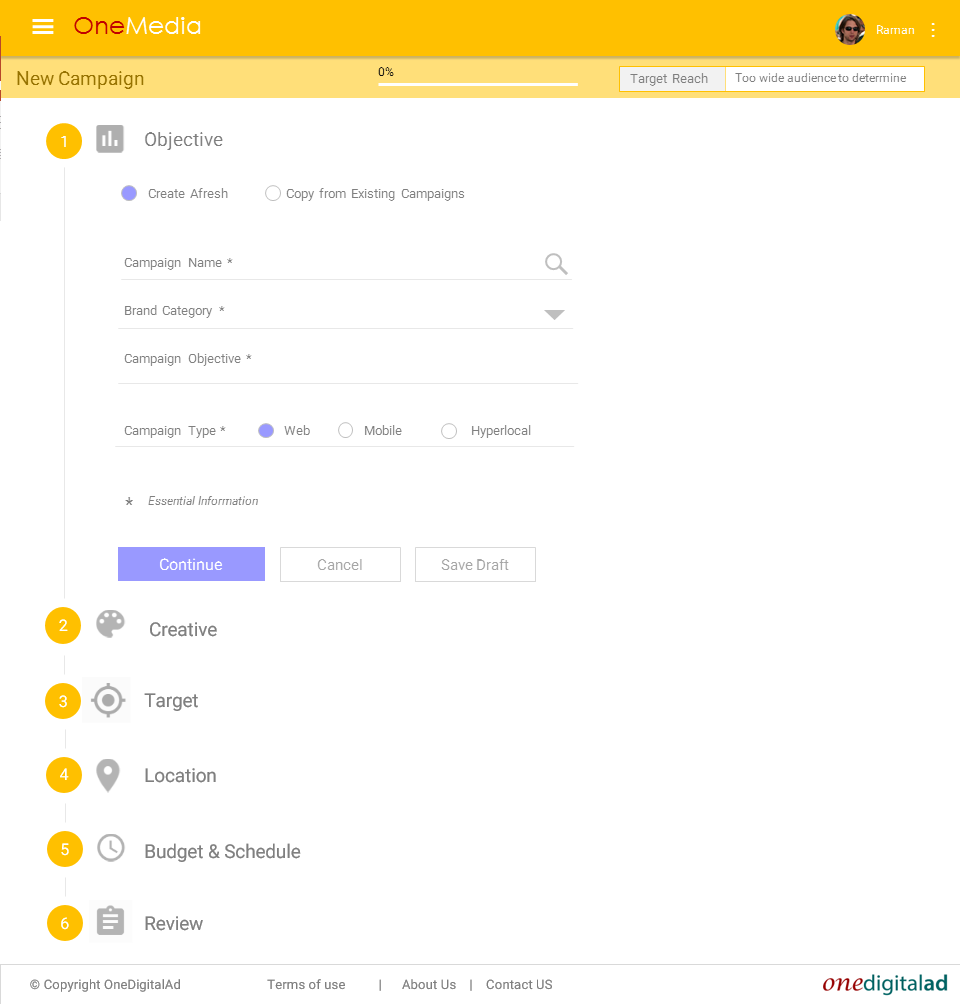 OneMedia
Raman
New Campaign
0%
Target Reach
Too wide audience to determine
1
Objective
Create Afresh
Copy from Existing Campaigns
Campaign Name *
Brand Category *
Campaign Objective *
Campaign Type * Web Mobile Hyperlocal
* Essential Information
Continue Cancel Save Draft
2 Creative
3 Target
4 Location
5 Budget & Schedule
6 Review
© Copyright OneDigitalAd Terms of use | About Us | Contact US
onedigitalad